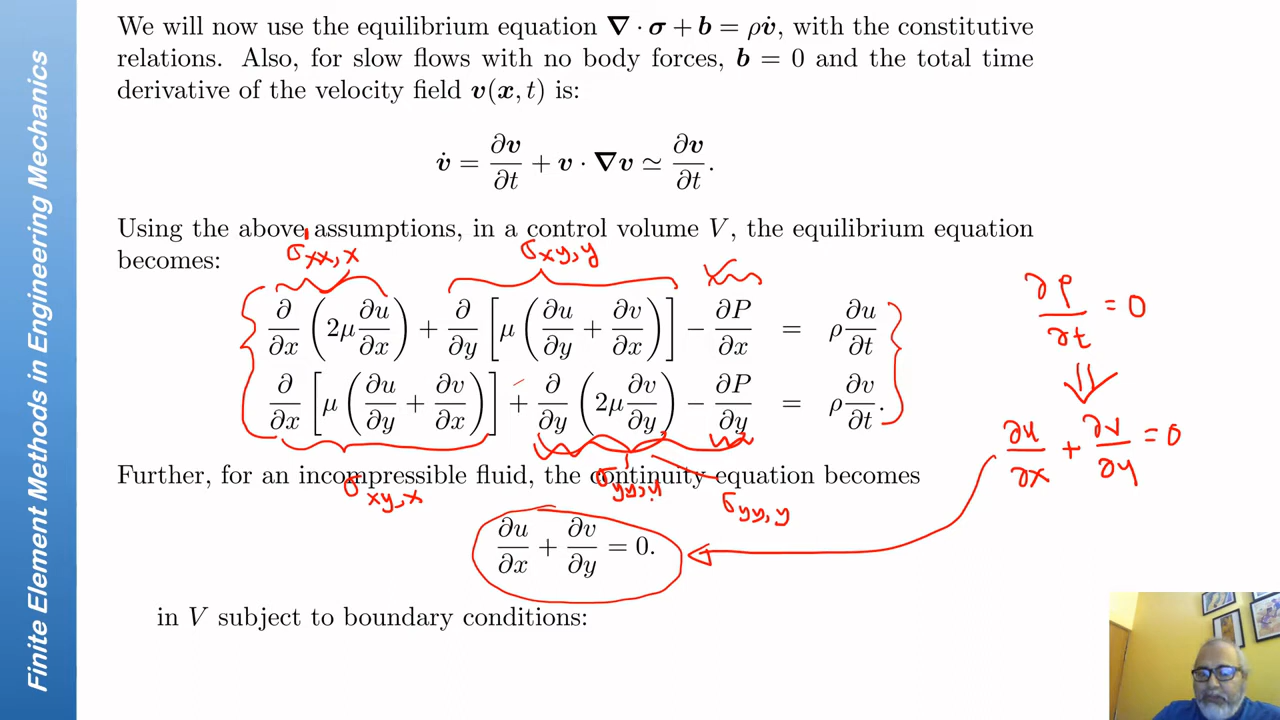 Finite Element Methods in Engineering Mechanics
We will now use the equilibrium equation ∇ · σ + b = ρv̇, with the constitutive
relations. Also, for slow flows with no body forces, b = 0 and the total time
derivative of the velocity field v(x, t) is:
v̇ = ∂v/∂t + v · ∇v ≃ ∂v/∂t.
Using the above assumptions, in a control volume V, the equilibrium equation
becomes:
σxx,x σxy,y
∂/∂x (2μ ∂u/∂x) + ∂/∂y [μ (∂u/∂y + ∂v/∂x)] − ∂P/∂x = ρ ∂u/∂t
∂ρ/∂t = 0
⇓
∂/∂x [μ (∂u/∂y + ∂v/∂x)] + ∂/∂y (2μ ∂v/∂y) − ∂P/∂y = ρ ∂v/∂t.
∂u/∂x + ∂v/∂y = 0
Further, for an incompressible fluid, the continuity equation becomes
σxy,x σyy,y σyy,y
∂u/∂x + ∂v/∂y = 0.
in V subject to boundary conditions: